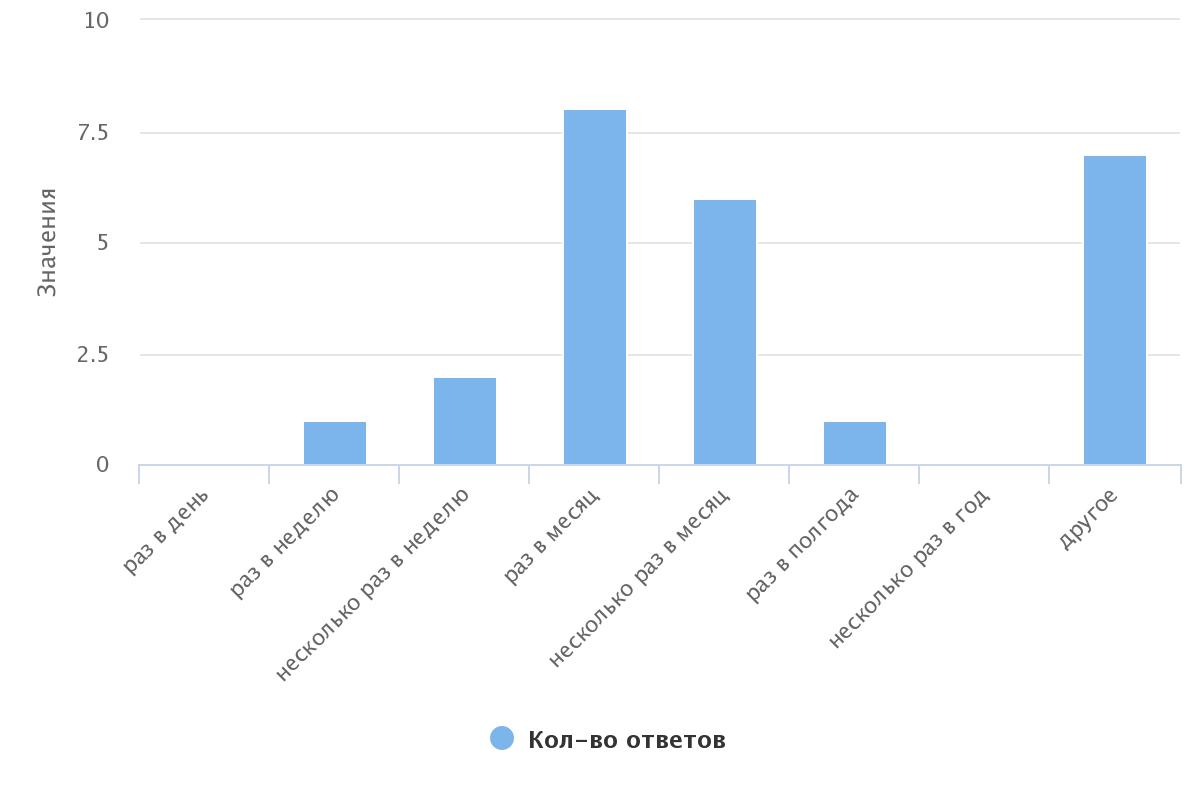 10
7.5
5
2.5
0
Значения
раз в день
раз в неделю
несколько раз в неделю
раз в месяц
несколько раз в месяц
раз в полгода
несколько раз в год
другое
Кол-во ответов